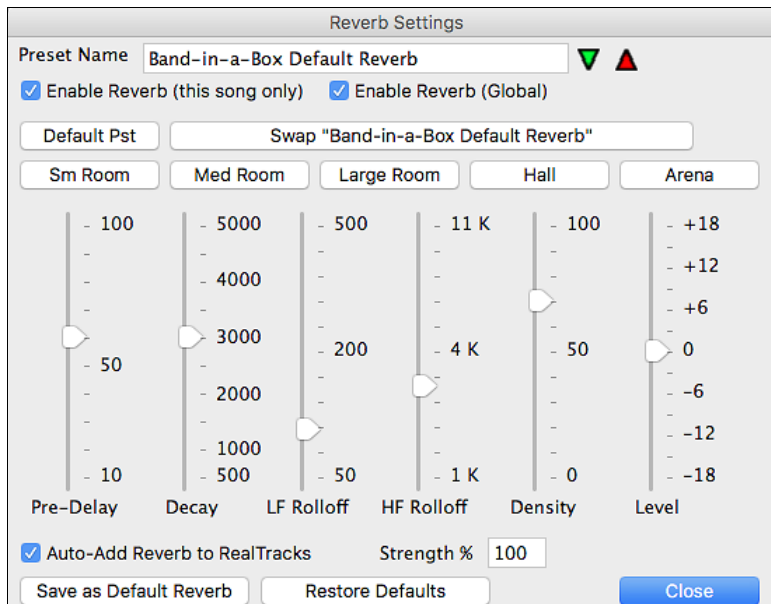 Reverb Settings
Preset Name Band-in-a-Box Default Reverb
Enable Reverb (this song only) Enable Reverb (Global)
Default Pst Swap "Band-in-a-Box Default Reverb"
Sm Room Med Room Large Room Hall Arena
100 5000 500 11 K 100 +18
4000 +12
3000 +6
50 200 4 K 50 0
2000 -6
1000 -12
10 500 50 1 K 0 -18
Pre-Delay Decay LF Rolloff HF Rolloff Density Level
Auto-Add Reverb to RealTracks Strength % 100
Save as Default Reverb Restore Defaults Close